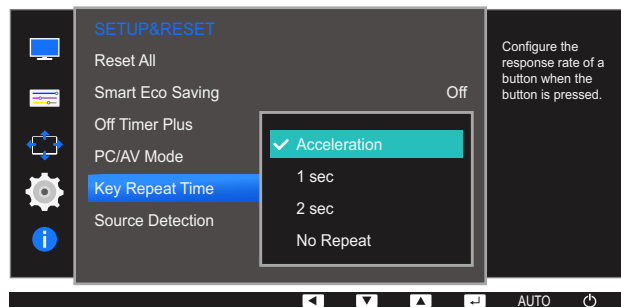 SETUP&RESET
Reset All
Smart Eco Saving Off
Off Timer Plus
PC/AV Mode
Key Repeat Time
Source Detection
Acceleration
1 sec
2 sec
No Repeat
Configure the
response rate of a
button when the
button is pressed.
AUTO